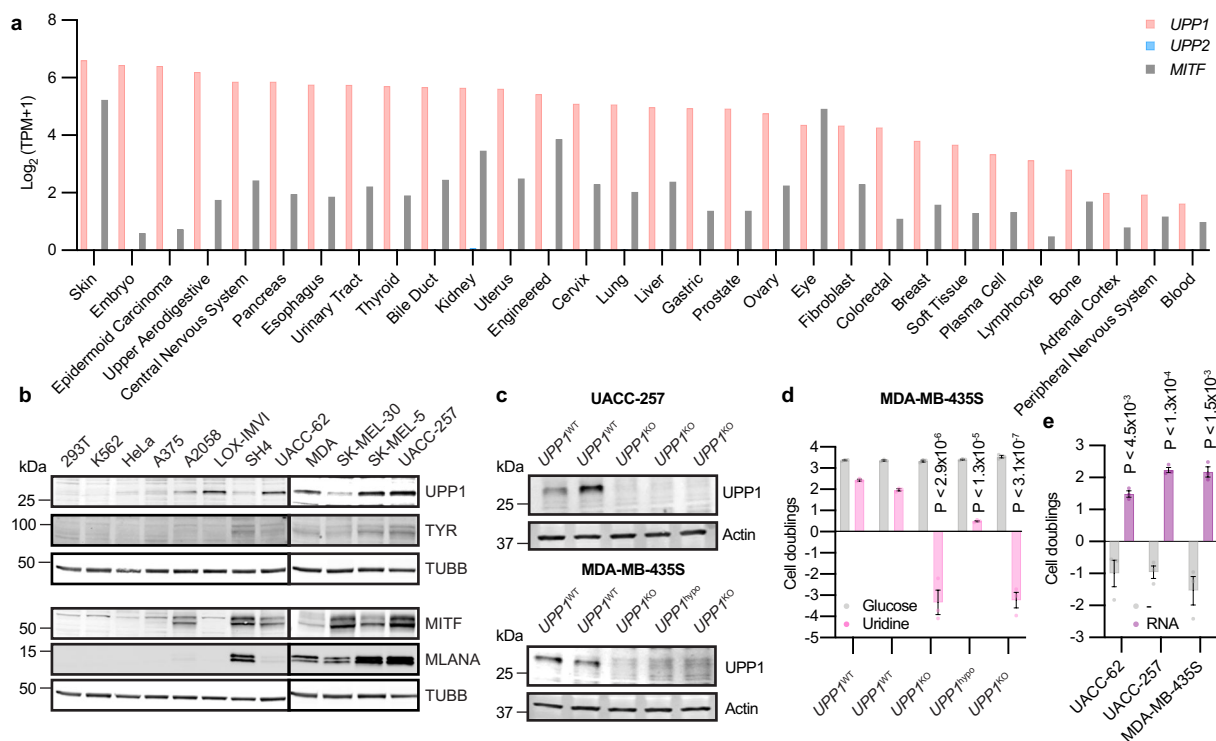 a
8
6
4
2
0
Log2 (TPM+1)
UPP1
UPP2
MITF
Skin
Embryo
Epidermoid Carcinoma
Upper Aerodigestive
Central Nervous System
Pancreas
Esophagus
Urinary Tract
Thyroid
Bile Duct
Kidney
Uterus
Engineered
Cervix
Lung
Liver
Gastric
Prostate
Ovary
Eye
Fibroblast
Colorectal
Breast
Soft Tissue
Plasma Cell
Lymphocyte
Bone
Adrenal Cortex
Peripheral Nervous System
Blood
b
293T
K562
HeLa
A375
A2058
LOX-IMVI
SH4
UACC-62
MDA
SK-MEL-30
SK-MEL-5
UACC-257
kDa
25
UPP1
100
TYR
50
TUBB
50
MITF
15
MLANA
50
TUBB
c
UACC-257
UPP1WT
UPP1WT
UPP1KO
UPP1KO
UPP1KO
kDa
25
UPP1
37
Actin
MDA-MB-435S
UPP1WT
UPP1WT
UPP1KO
UPP1hypo
UPP1KO
kDa
25
UPP1
37
Actin
d
MDA-MB-435S
4
3
2
1
0
-1
-2
-3
-4
-5
Cell doublings
P < 2.9x10-6
P < 1.3x10-5
P < 3.1x10-7
Glucose
Uridine
UPP1WT
UPP1WT
UPP1KO
UPP1hypo
UPP1KO
e
P < 4.5x10-3
P < 1.3x10-4
P < 1.5x10-3
3
2
1
0
-1
-2
-3
Cell doublings
-
RNA
UACC-62
UACC-257
MDA-MB-435S